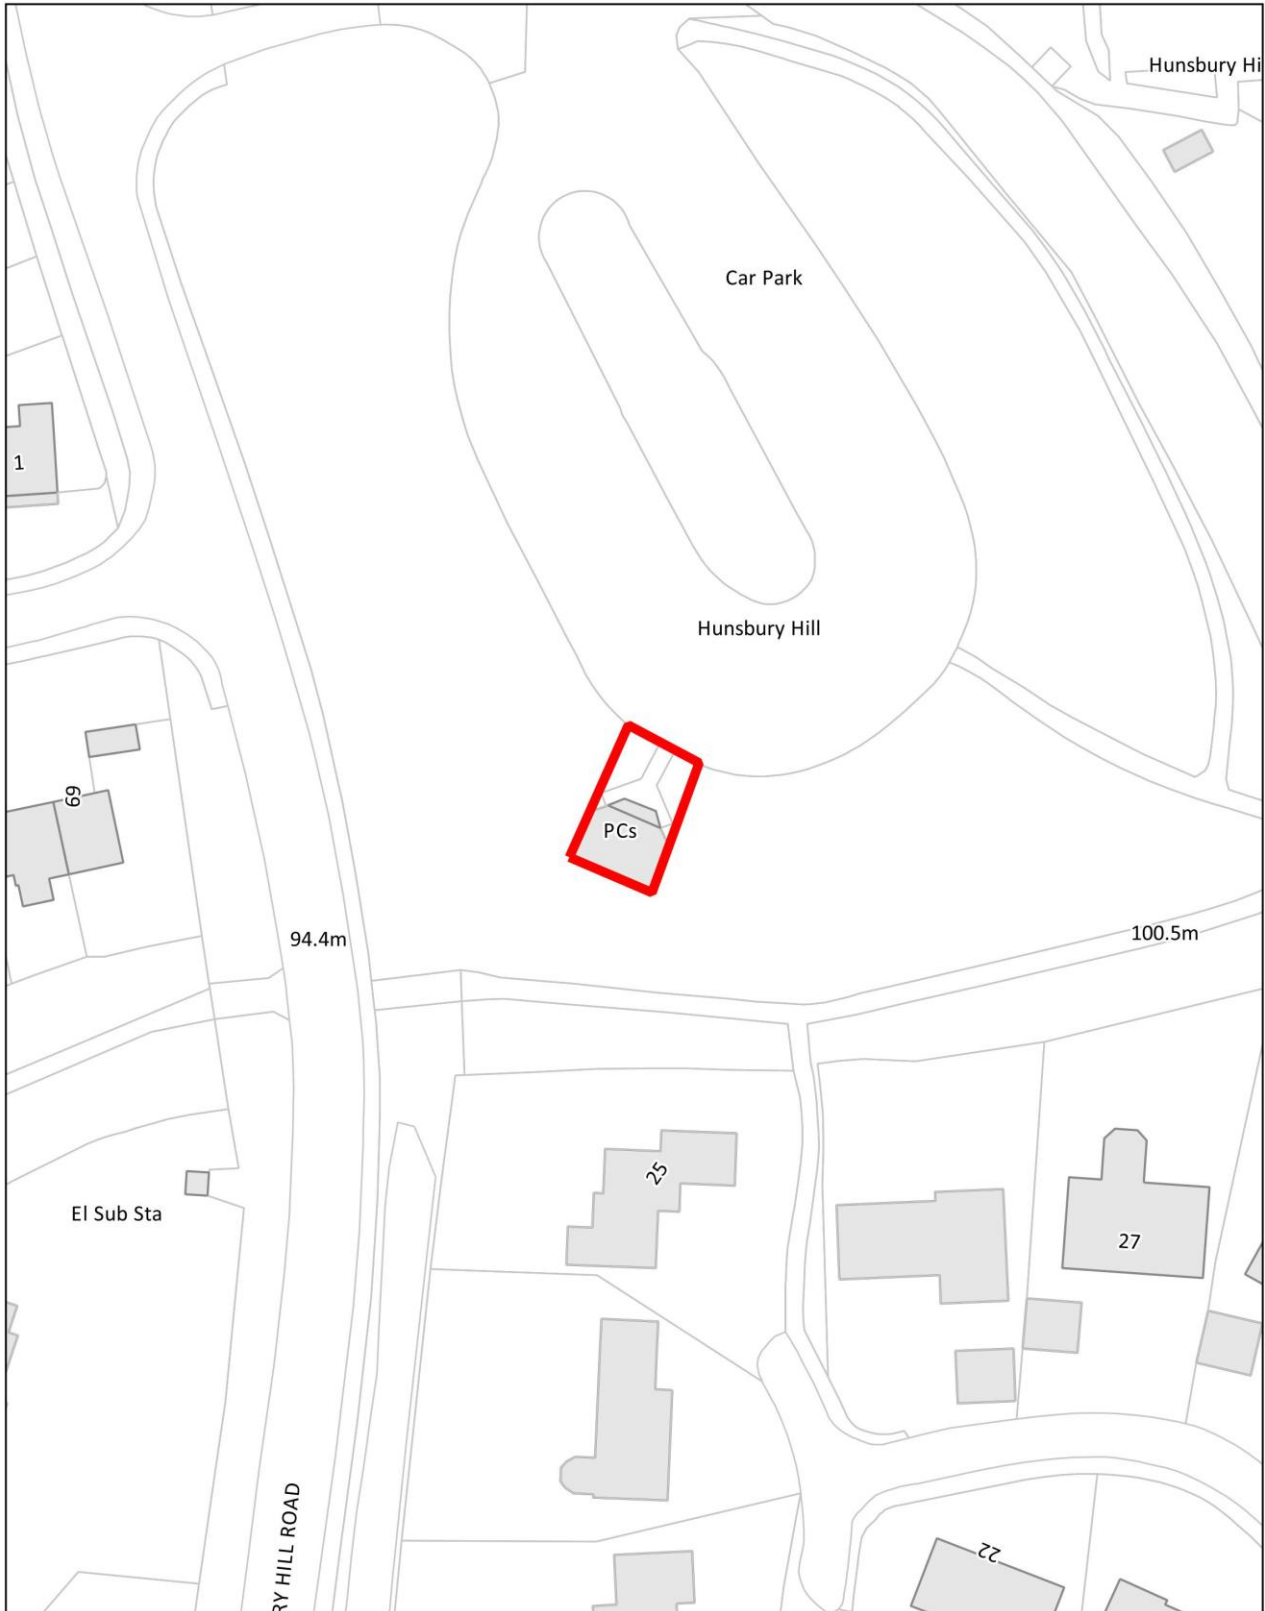 Hunsbury Hi
Car Park
1
Hunsbury Hill
69
PCs
94.4m
100.5m
25
El Sub Sta
27
RY HILL ROAD
22